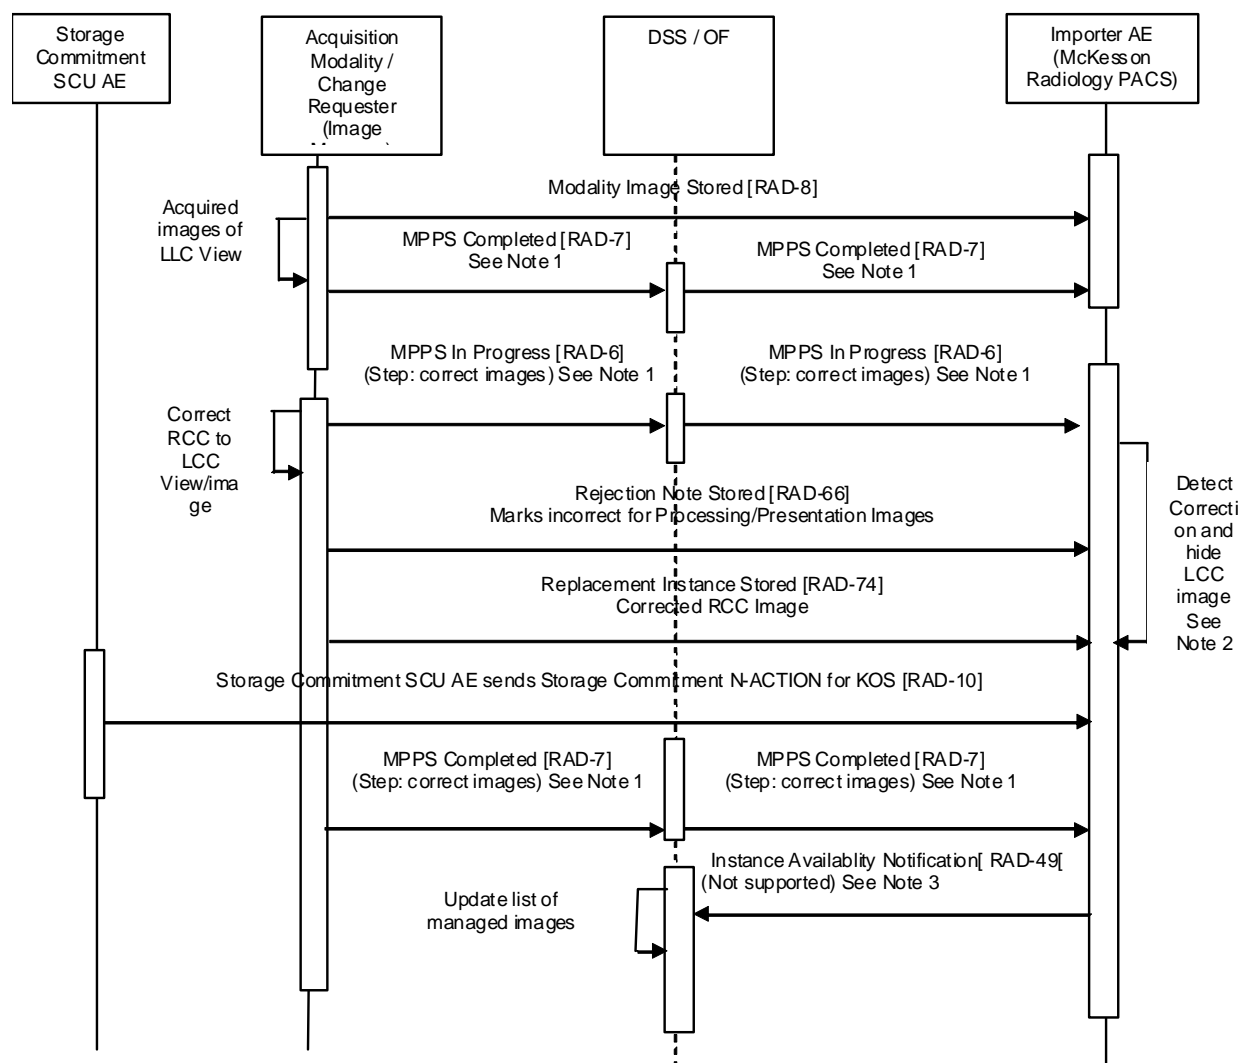 Storage
Commitment
SCU AE
Acquisition
Modality /
Change
Requester
(Image
DSS / OF
Importer AE
(McKesson
Radiology PACS)
Modality Image Stored [RAD-8]
Acquired
images of
LLC View
MPPS Completed [RAD-7]
See Note 1
MPPS Completed [RAD-7]
See Note 1
MPPS In Progress [RAD-6]
(Step: correct images) See Note 1
MPPS In Progress [RAD-6]
(Step: correct images) See Note 1
Correct
RCC to
LCC
View/ima
ge
Rejection Note Stored [RAD-66]
Marks incorrect for Processing/Presentation Images
Detect
Correcti
on and
hide
LCC
image
See
Note 2
Replacement Instance Stored [RAD-74]
Corrected RCC Image
Storage Commitment SCU AE sends Storage Commitment N-ACTION for KOS [RAD-10]
MPPS Completed [RAD-7]
(Step: correct images) See Note 1
MPPS Completed [RAD-7]
(Step: correct images) See Note 1
Instance Availablity Notification[ RAD-49[
(Not supported) See Note 3
Update list of
managed images